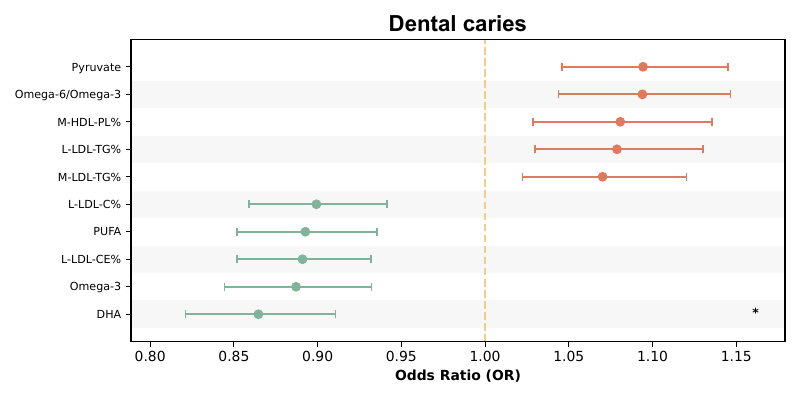 Dental caries
Pyruvate
Omega-6/Omega-3
M-HDL-PL%
L-LDL-TG%
M-LDL-TG%
L-LDL-C%
PUFA
L-LDL-CE%
Omega-3
DHA *
0.80 0.85 0.90 0.95 1.00 1.05 1.10 1.15
Odds Ratio (OR)